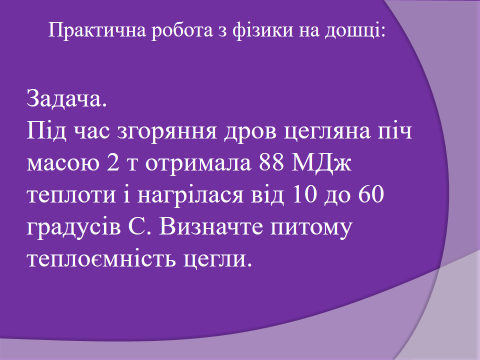 Практична робота з фізики на дошці:
Задача.
Під час згоряння дров цегляна піч
масою 2 т отримала 88 МДж
теплоти і нагрілася від 10 до 60
градусів С. Визначте питому
теплоємність цегли.